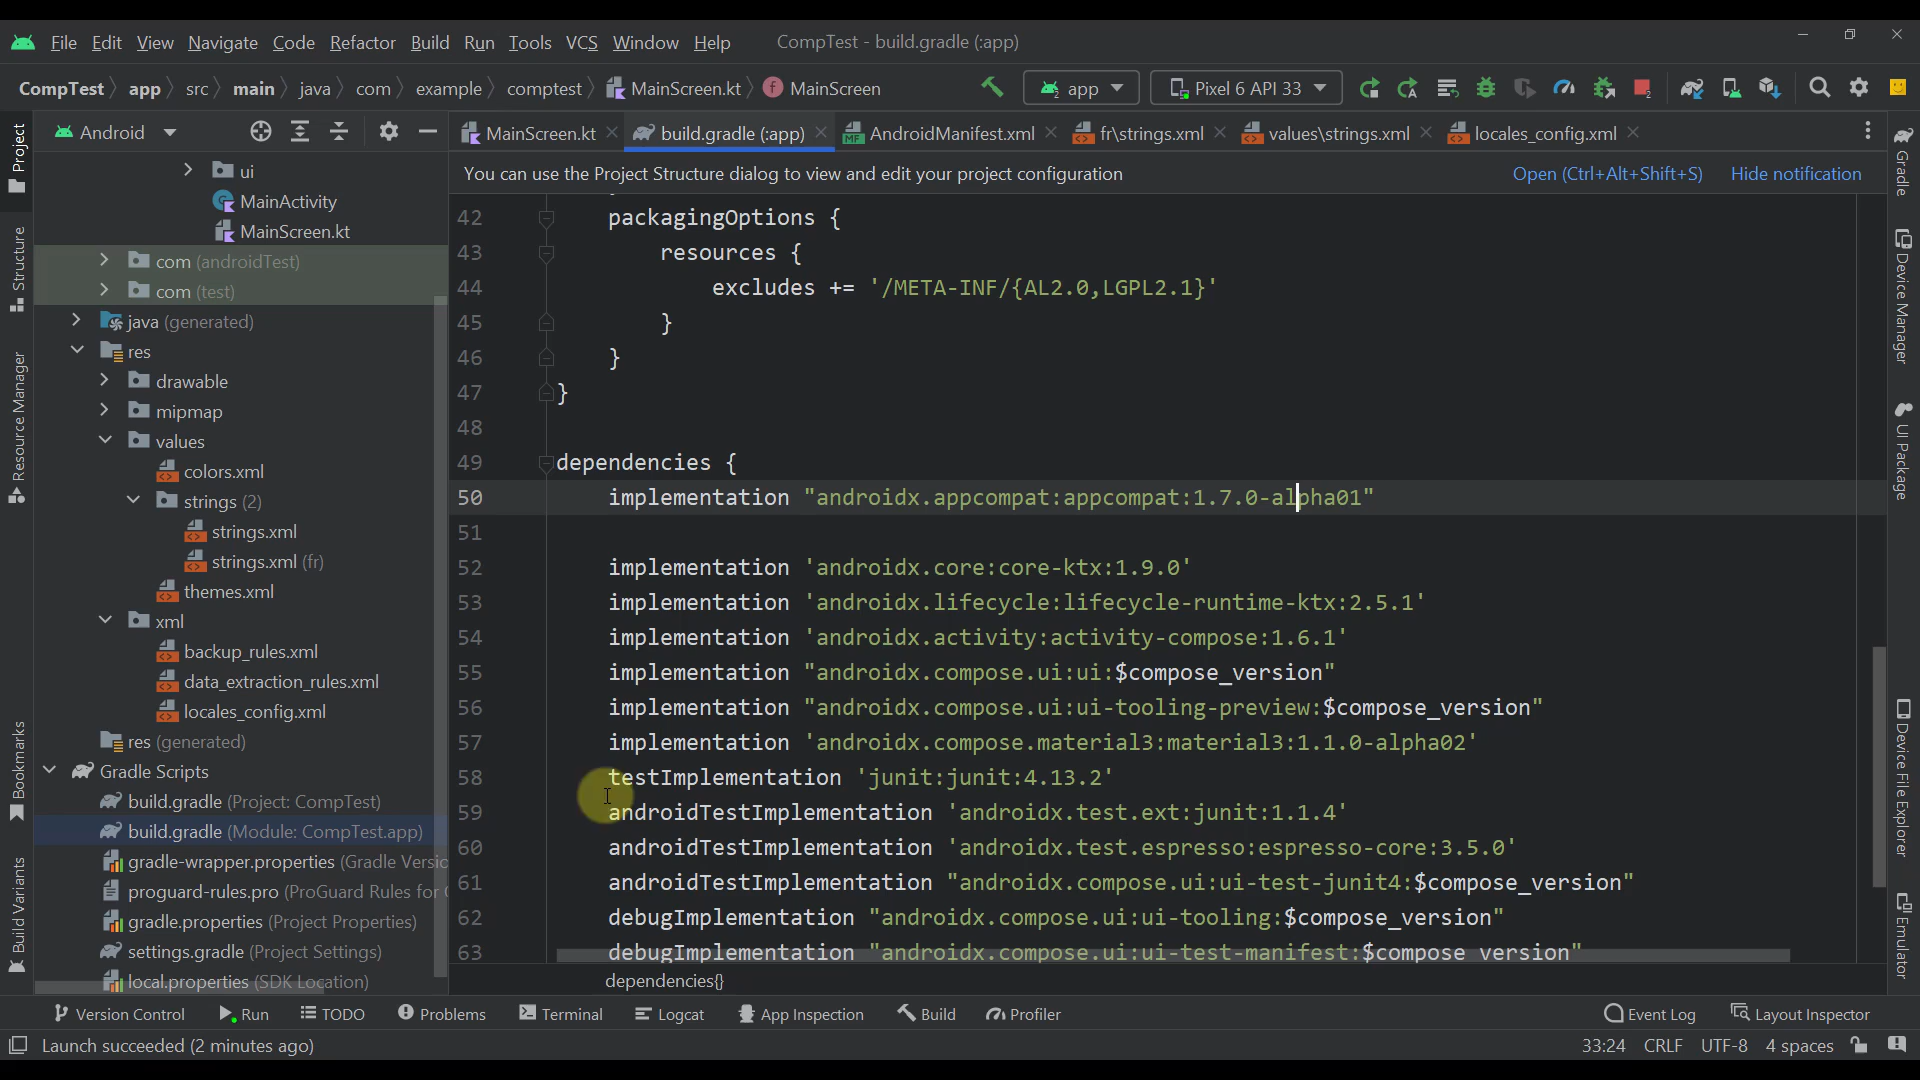 File Edit View Navigate Code Refactor Build Run Tools VCS Window Help CompTest - build.gradle (:app)
CompTest app src main java com example comptest MainScreen.kt MainScreen app Pixel 6 API 33
Project
Android
MainScreen.kt build.gradle (:app) AndroidManifest.xml fr\strings.xml values\strings.xml locales_config.xml
Gradle
You can use the Project Structure dialog to view and edit your project configuration Open (Ctrl+Alt+Shift+S) Hide notification
ui
MainActivity
MainScreen.kt
com (androidTest)
com (test)
java (generated)
res
drawable
mipmap
values
colors.xml
strings (2)
strings.xml
strings.xml (fr)
themes.xml
xml
backup_rules.xml
data_extraction_rules.xml
locales_config.xml
res (generated)
Gradle Scripts
build.gradle (Project: CompTest)
build.gradle (Module: CompTest.app)
gradle-wrapper.properties (Gradle Versio
proguard-rules.pro (ProGuard Rules for
gradle.properties (Project Properties)
settings.gradle (Project Settings)
local.properties (SDK Location)
Structure
Resource Manager
Bookmarks
Build Variants
42 packagingOptions {
43 resources {
44 excludes += '/META-INF/{AL2.0,LGPL2.1}'
45 }
46 }
47 }
48
49 dependencies {
50 implementation "androidx.appcompat:appcompat:1.7.0-alpha01"
51
52 implementation 'androidx.core:core-ktx:1.9.0'
53 implementation 'androidx.lifecycle:lifecycle-runtime-ktx:2.5.1'
54 implementation 'androidx.activity:activity-compose:1.6.1'
55 implementation "androidx.compose.ui:ui:$compose_version"
56 implementation "androidx.compose.ui:ui-tooling-preview:$compose_version"
57 implementation 'androidx.compose.material3:material3:1.1.0-alpha02'
58 testImplementation 'junit:junit:4.13.2'
59 androidTestImplementation 'androidx.test.ext:junit:1.1.4'
60 androidTestImplementation 'androidx.test.espresso:espresso-core:3.5.0'
61 androidTestImplementation "androidx.compose.ui:ui-test-junit4:$compose_version"
62 debugImplementation "androidx.compose.ui:ui-tooling:$compose_version"
63 debugImplementation "androidx.compose.ui:ui-test-manifest:$compose_version"
dependencies{}
Device Manager
UI Package
Device File Explorer
Emulator
Version Control Run TODO Problems Terminal Logcat App Inspection Build Profiler Event Log Layout Inspector
Launch succeeded (2 minutes ago) 33:24 CRLF UTF-8 4 spaces